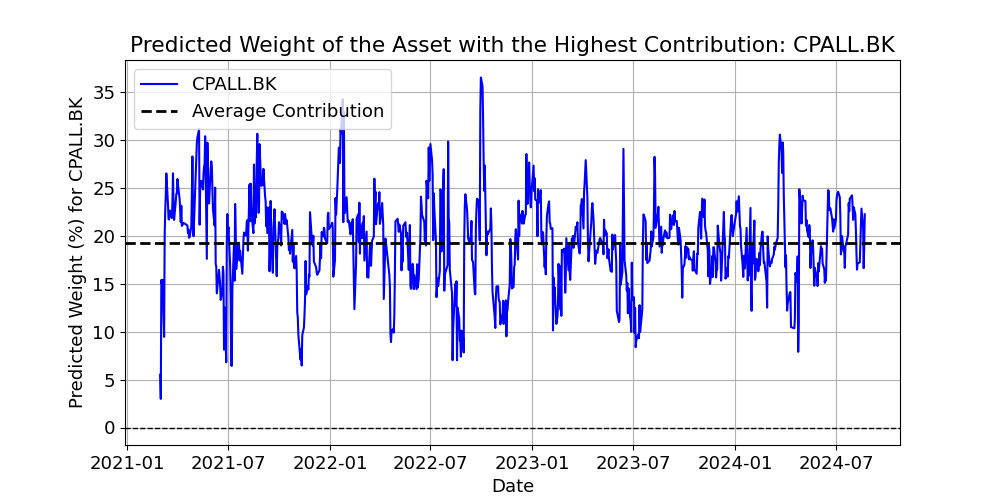 Predicted Weight of the Asset with the Highest Contribution: CPALL.BK
CPALL.BK
Average Contribution
Predicted Weight (%) for CPALL.BK
35
30
25
20
15
10
5
0
2021-01 2021-07 2022-01 2022-07 2023-01 2023-07 2024-01 2024-07
Date